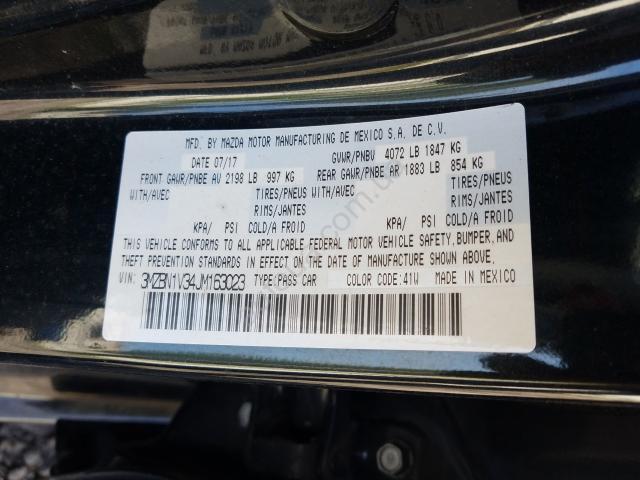 MFD. BY MAZDA MOTOR MANUFACTURING DE MEXICO S.A. DE C.V.
DATE 07/17 GVWR/PNBV 4072 LB 1847 KG
FRONT GAWR/PNBE AV 2198 LB 997 KG REAR GAWR/PNBE AR 1883 LB 854 KG
WITH/AVEC TIRES/PNEUS WITH/AVEC TIRES/PNEUS
RIMS/JANTES RIMS/JANTES
KPA/ PSI COLD/A FROID KPA/ PSI COLD/A FROID
THIS VEHICLE CONFORMS TO ALL APPLICABLE FEDERAL MOTOR VEHICLE SAFETY, BUMPER, AND
THEFT PREVENTION STANDARDS IN EFFECT ON THE DATE OF MANUFACTURE SHOWN ABOVE.
VIN: 3MZBN1V34JM163023 TYPE:PASS CAR COLOR CODE:41W MADE IN MEXICO